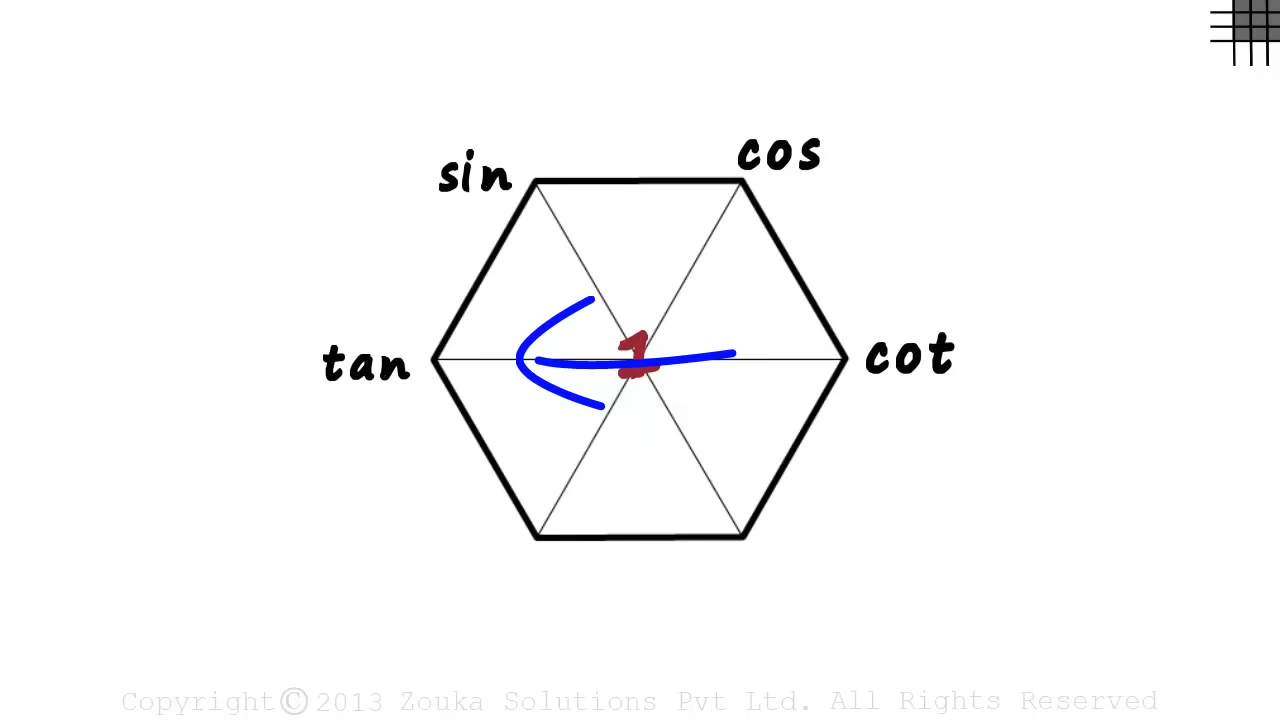 sin
cos
tan
1
cot
Copyright© 2013 Zouka Solutions Pvt Ltd. All Rights Reserved